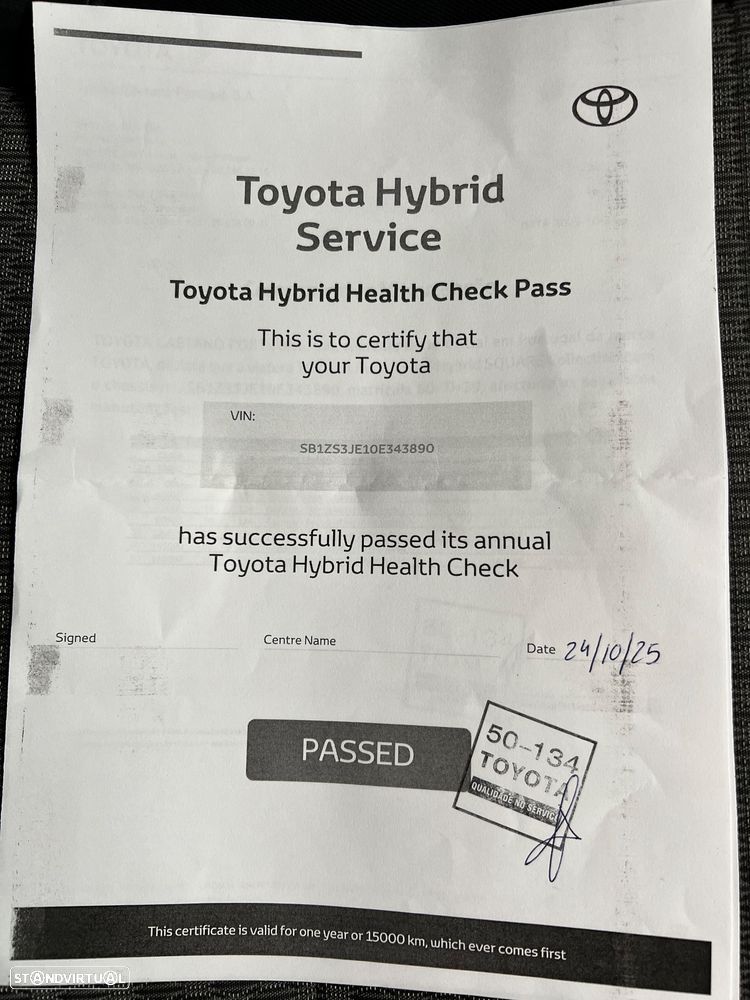 Toyota Hybrid
Service
Toyota Hybrid Health Check Pass
This is to certify that
your Toyota
VIN:
SB1ZS3JE10E343890
has successfully passed its annual
Toyota Hybrid Health Check
Signed
Centre Name
Date 24/10/25
PASSED
50-134
TOYOTA
QUALIDADE NO SERVIÇO
This certificate is valid for one year or 15000 km, which ever comes first
STANDVIRTUAL